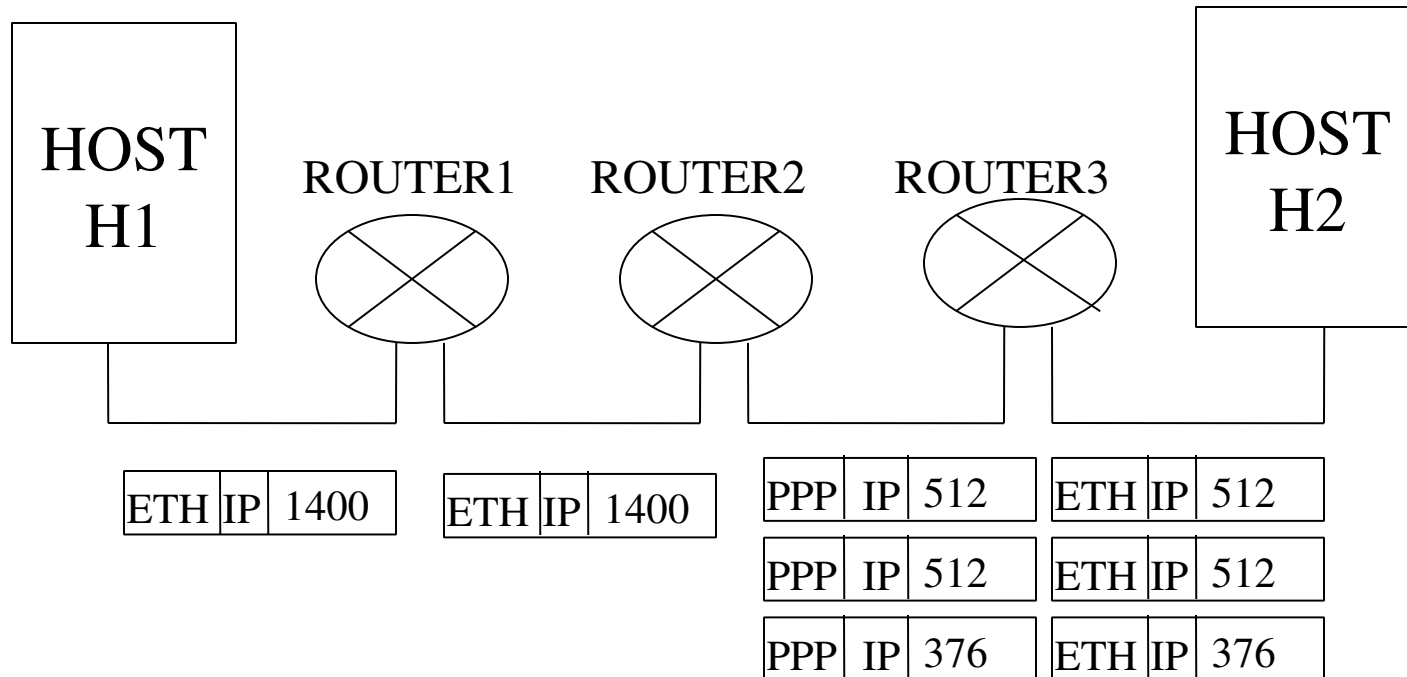 HOST
H1
ROUTER1
ROUTER2
ROUTER3
HOST
H2
ETH IP 1400
ETH IP 1400
PPP IP 512
ETH IP 512
PPP IP 512
ETH IP 512
PPP IP 376
ETH IP 376